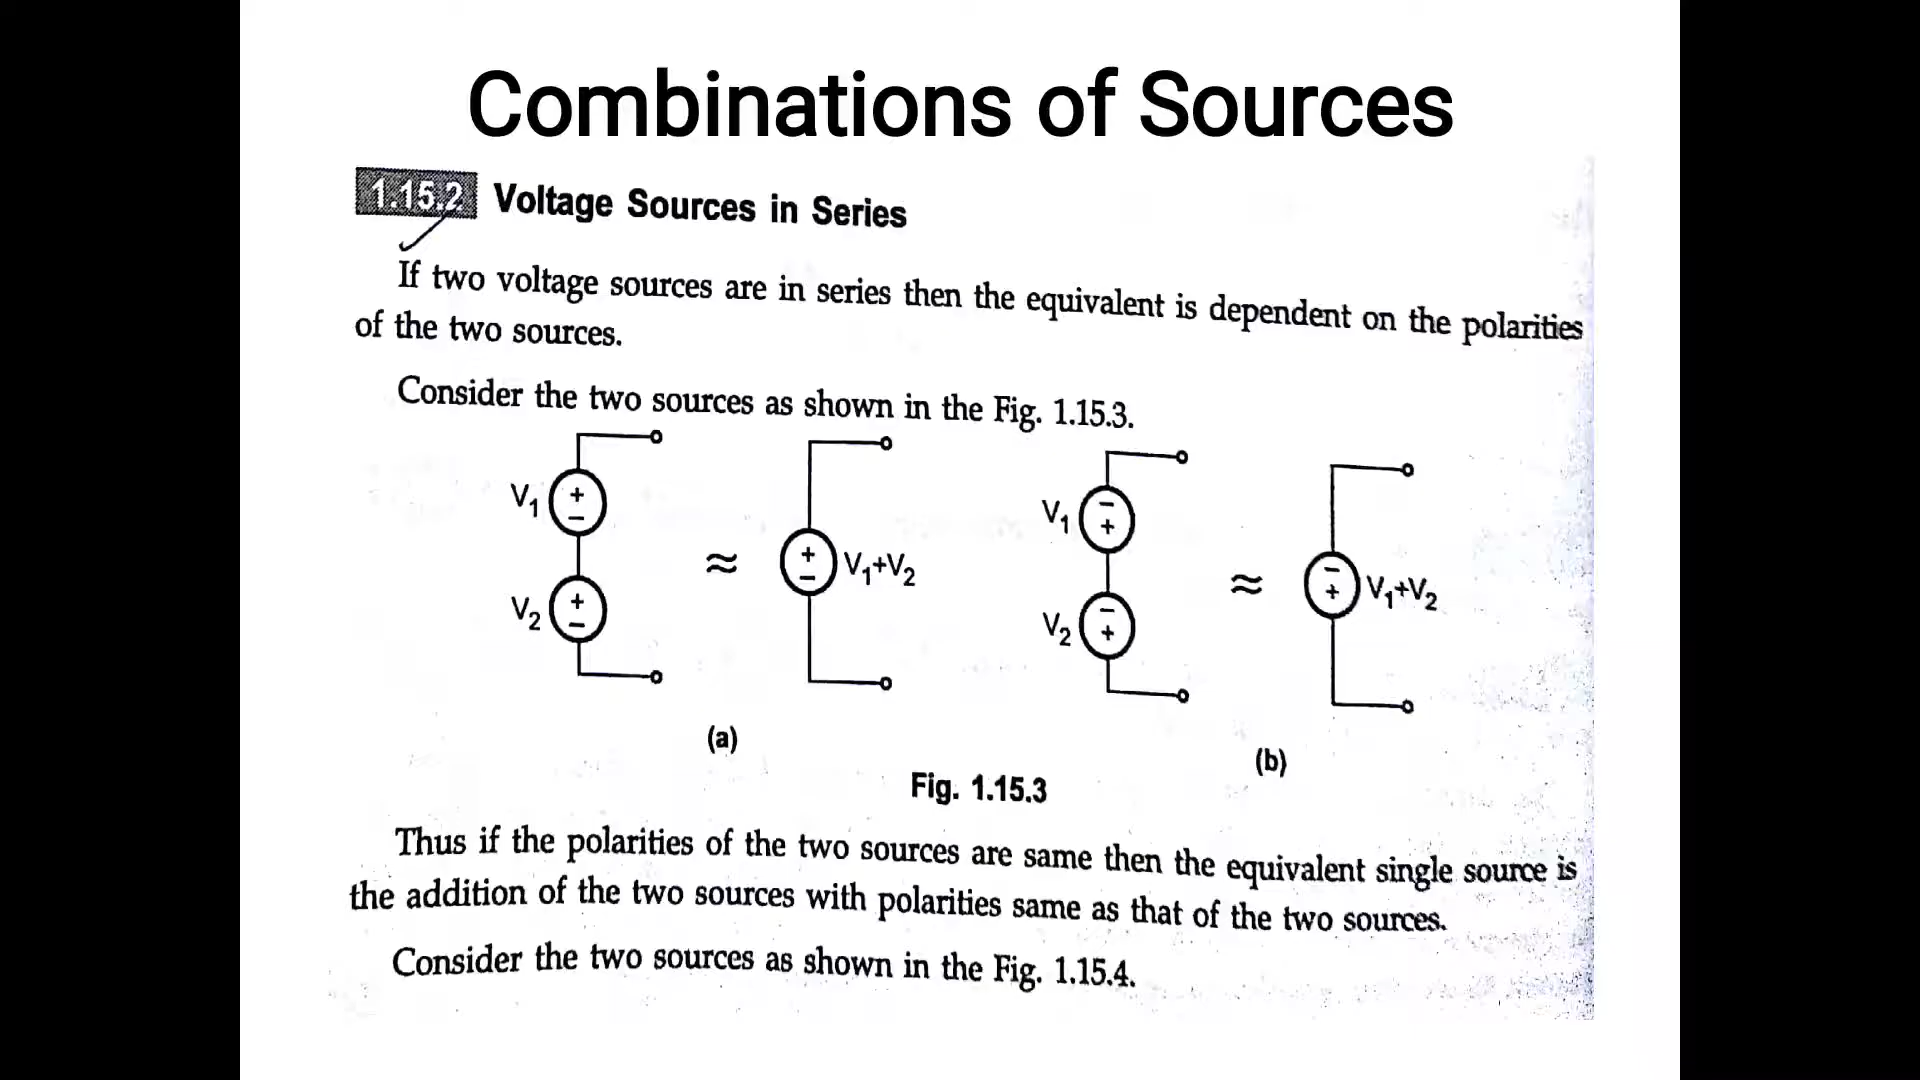 Combinations of Sources
1.15.2 Voltage Sources in Series
If two voltage sources are in series then the equivalent is dependent on the polarities
of the two sources.
Consider the two sources as shown in the Fig. 1.15.3.
V1 + − V2 + − ≈ + − V1+V2
V1 − + V2 − + ≈ − + V1+V2
(a)
(b)
Fig. 1.15.3
Thus if the polarities of the two sources are same then the equivalent single source is
the addition of the two sources with polarities same as that of the two sources.
Consider the two sources as shown in the Fig. 1.15.4.